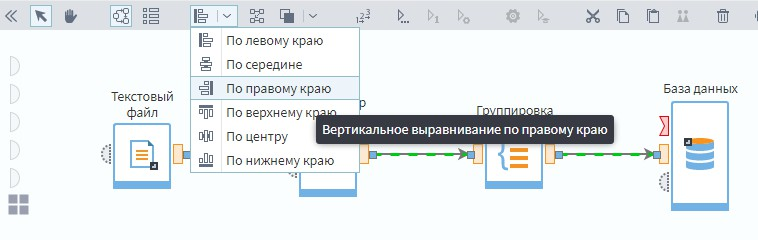 По левому краю
По середине
По правому краю
По верхнему краю
По центру
По нижнему краю
Вертикальное выравнивание по правому краю
Текстовый
файл
р
Группировка
База данных